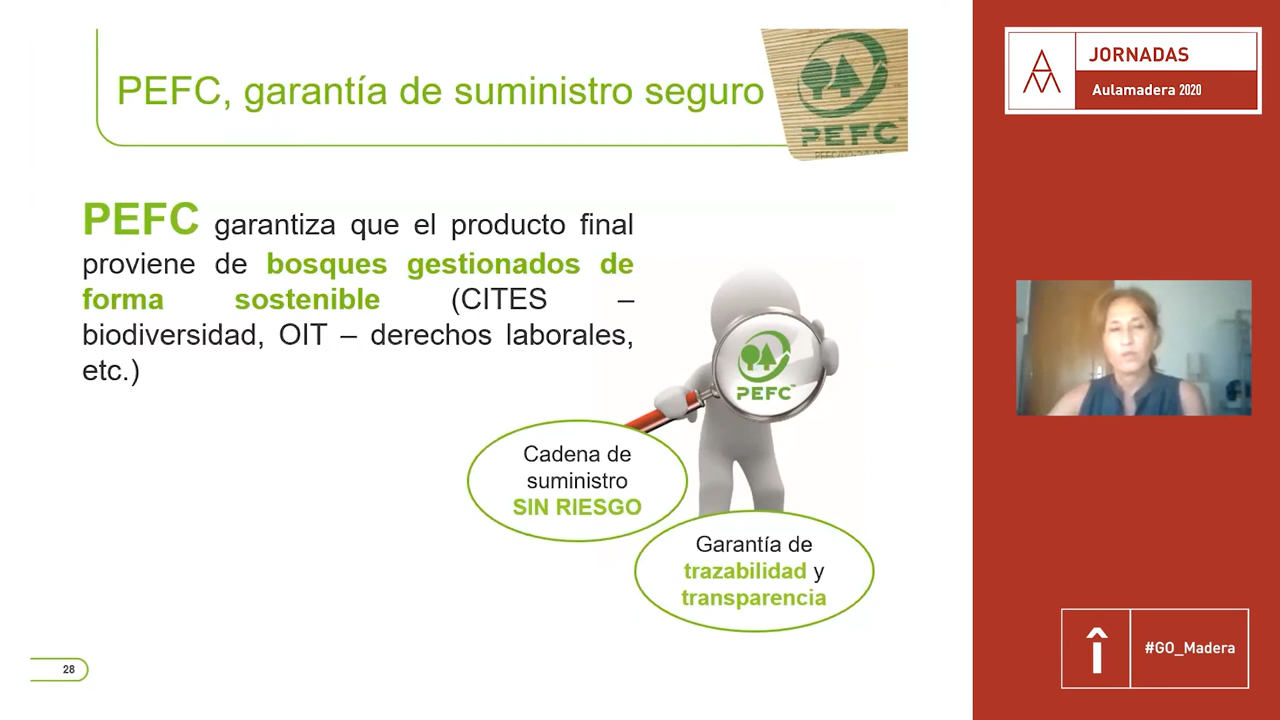 PEFC, garantía de suministro seguro
PEFC
PEFC garantiza que el producto final
proviene de bosques gestionados de
forma sostenible (CITES –
biodiversidad, OIT – derechos laborales,
etc.)
PEFC™
Cadena de
suministro
SIN RIESGO
Garantía de
trazabilidad y
transparencia
28
JORNADAS
Aulamadera 2020
#GO_Madera